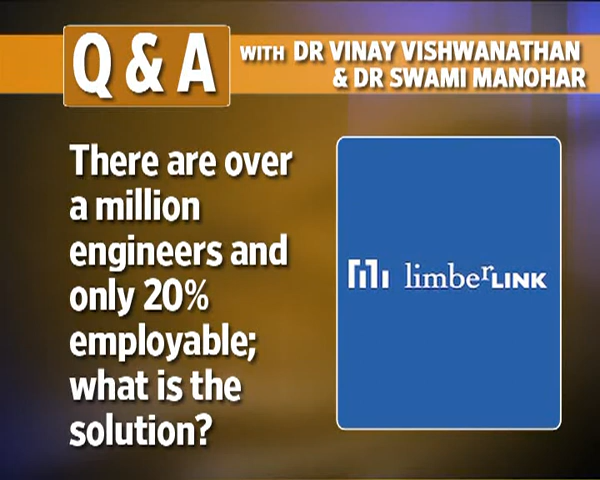 Q & A
WITH DR VINAY VISHWANATHAN
& DR SWAMI MANOHAR
There are over
a million
engineers and
only 20%
employable;
what is the
solution?
limberLINK